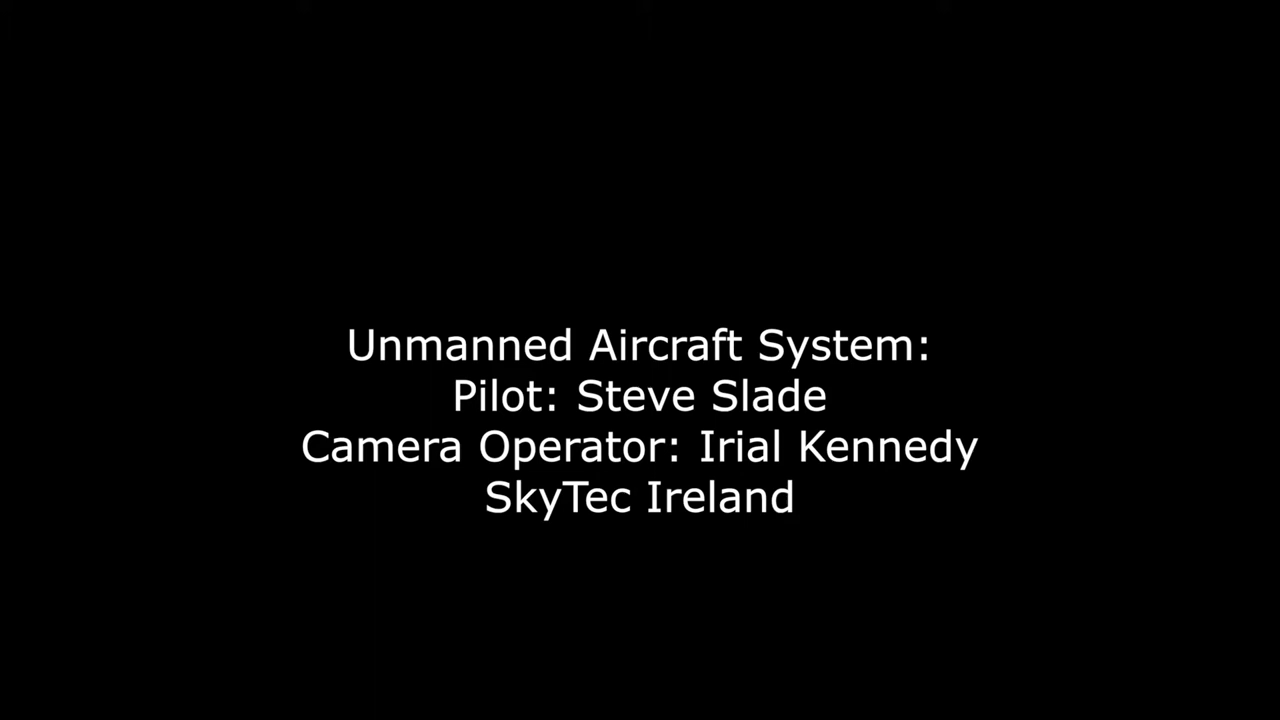 Unmanned Aircraft System:
Pilot: Steve Slade
Camera Operator: Irial Kennedy
SkyTec Ireland